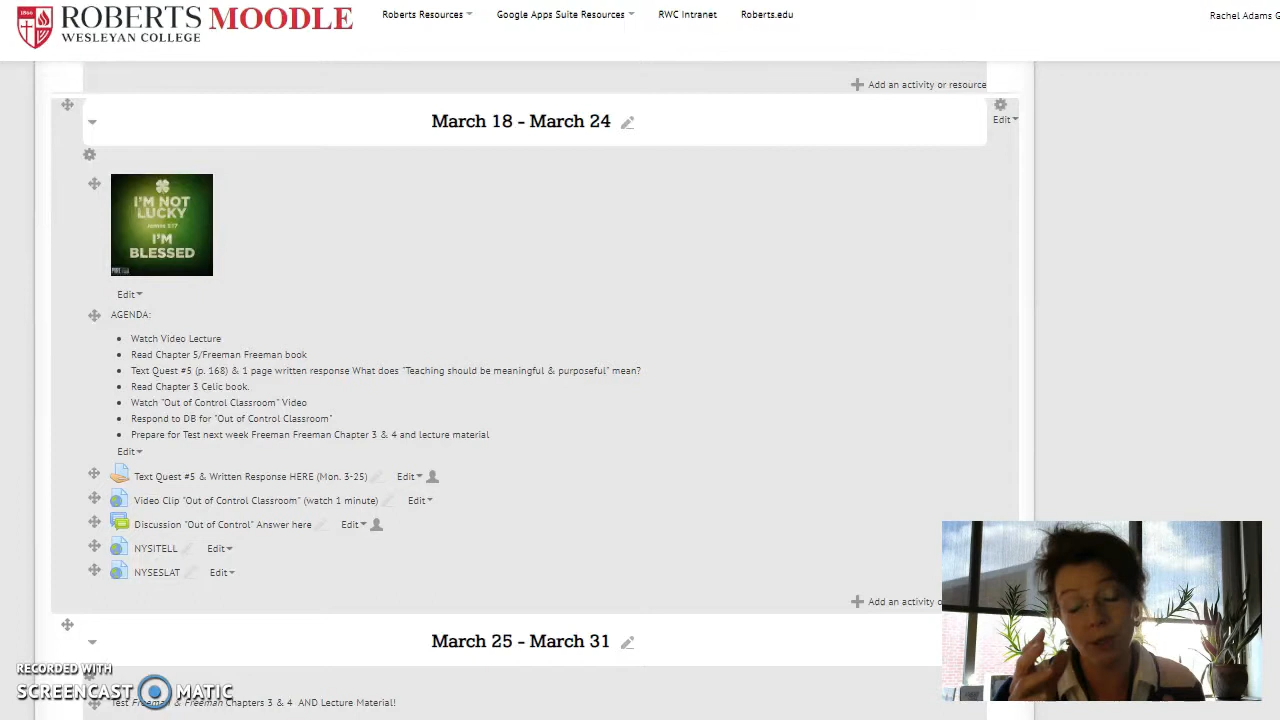 1866
ROBERTS MOODLE
WESLEYAN COLLEGE
Roberts Resources
Google Apps Suite Resources
RWC Intranet
Roberts.edu
Rachel Adams G
Add an activity or resource
March 18 - March 24
Edit
I'M NOT
LUCKY
I'M
BLESSED
Edit
AGENDA:
Watch Video Lecture
Read Chapter 5/Freeman Freeman book
Text Quest #5 (p. 168) & 1 page written response What does "Teaching should be meaningful & purposeful" mean?
Read Chapter 3 Celic book.
Watch "Out of Control Classroom" Video
Respond to DB for "Out of Control Classroom"
Prepare for Test next week Freeman Freeman Chapter 3 & 4 and lecture material
Edit
Text Quest #5 & Written Response HERE (Mon. 3-25) Edit
Video Clip "Out of Control Classroom" (watch 1 minute) Edit
Discussion "Out of Control" Answer here Edit
NYSITELL Edit
NYSESLAT Edit
Add an activity o
March 25 - March 31
RECORDED WITH
SCREENCAST MATIC
Test Freeman & Freeman Chapters 3 & 4 AND Lecture Material!